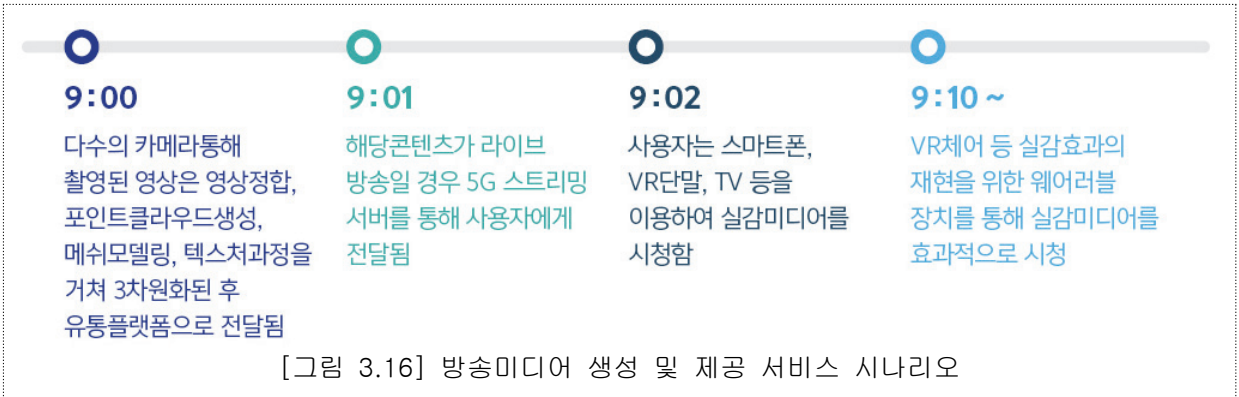 9:00
다수의 카메라통해
촬영된 영상은 영상정합,
포인트클라우드생성,
메쉬모델링, 텍스처과정을
거쳐 3차원화된 후
유통플랫폼으로 전달됨
9:01
해당콘텐츠가 라이브
방송일 경우 5G 스트리밍
서버를 통해 사용자에게
전달됨
9:02
사용자는 스마트폰,
VR단말, TV 등을
이용하여 실감미디어를
시청함
9:10 ~
VR체어 등 실감효과의
재현을 위한 웨어러블
장치를 통해 실감미디어를
효과적으로 시청
[그림 3.16] 방송미디어 생성 및 제공 서비스 시나리오